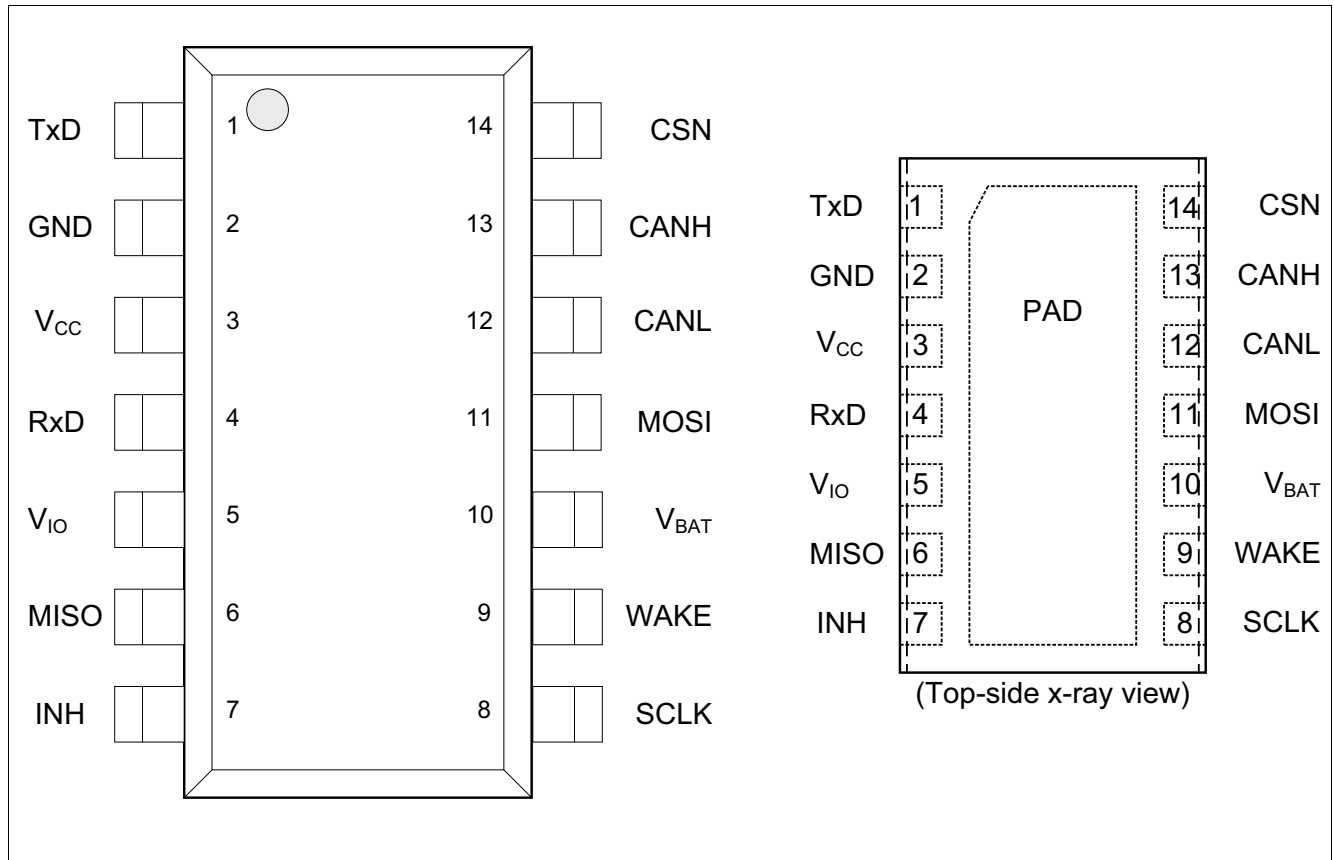 TxD 1 14 CSN
GND 2 13 CANH
VCC 3 12 CANL
RxD 4 11 MOSI
VIO 5 10 VBAT
MISO 6 9 WAKE
INH 7 8 SCLK
TxD 1 14 CSN
GND 2 13 CANH
PAD
VCC 3 12 CANL
RxD 4 11 MOSI
VIO 5 10 VBAT
MISO 6 9 WAKE
INH 7 8 SCLK
(Top-side x-ray view)